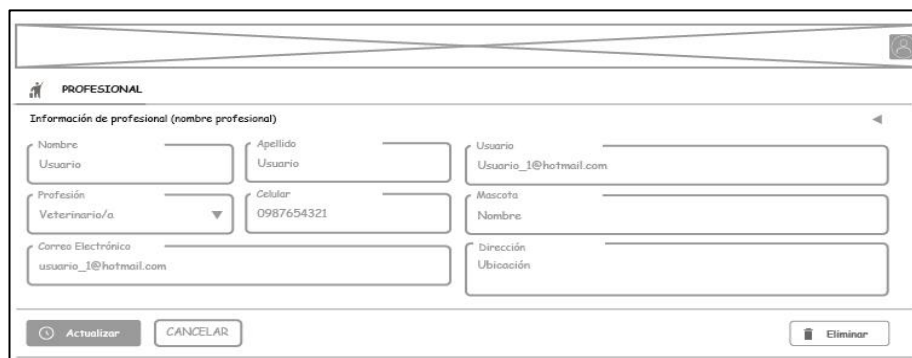 PROFESIONAL
Información de profesional (nombre profesional)
Nombre
Usuario
Apellido
Usuario
Usuario
Usuario_1@hotmail.com
Profesión
Veterinario/a
Celular
0987654321
Mascota
Nombre
Correo Electrónico
usuario_1@hotmail.com
Dirección
Ubicación
Actualizar
CANCELAR
Eliminar